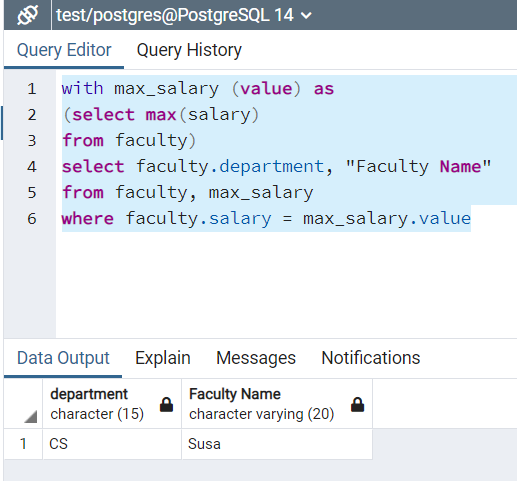 test/postgres@PostgreSQL 14
Query Editor Query History
1 with max_salary (value) as
2 (select max(salary)
3 from faculty)
4 select faculty.department, "Faculty Name"
5 from faculty, max_salary
6 where faculty.salary = max_salary.value
Data Output Explain Messages Notifications
department Faculty Name
character (15) character varying (20)
1 CS Susa